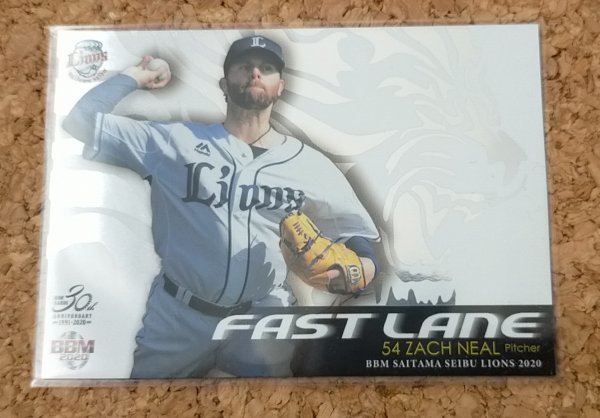 Lions
L
Lions
30th
ANNIVERSARY
1991-2020
BBM
2020
FAST LANE
54 ZACH NEAL Pitcher
BBM SAITAMA SEIBU LIONS 2020